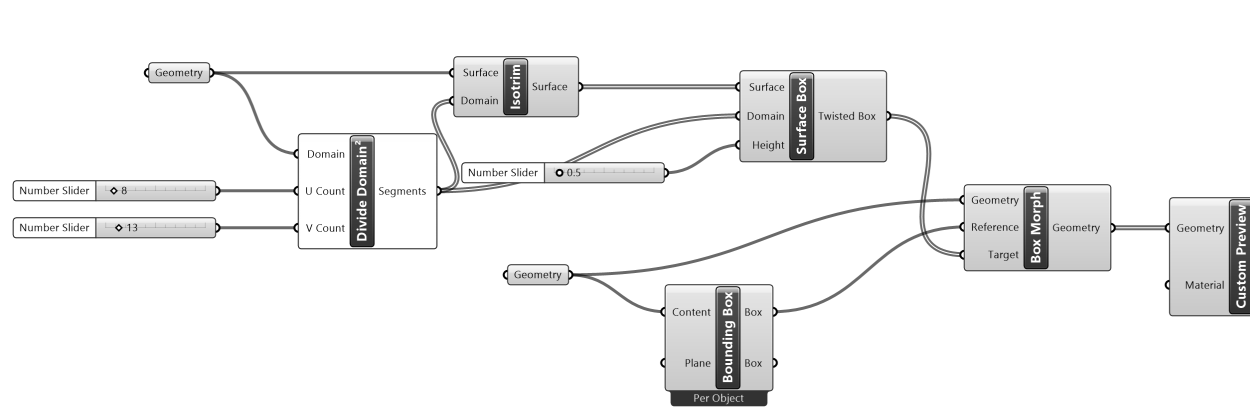 Geometry
Surface
Domain
Isotrim
Surface
Surface
Domain
Height
Surface Box
Twisted Box
Domain
U Count
V Count
Divide Domain²
Segments
Number Slider 8
Number Slider 13
Number Slider 0.5
Geometry
Reference
Target
Box Morph
Geometry
Geometry
Material
Custom Preview
Geometry
Content
Plane
Bounding Box
Box
Box
Per Object